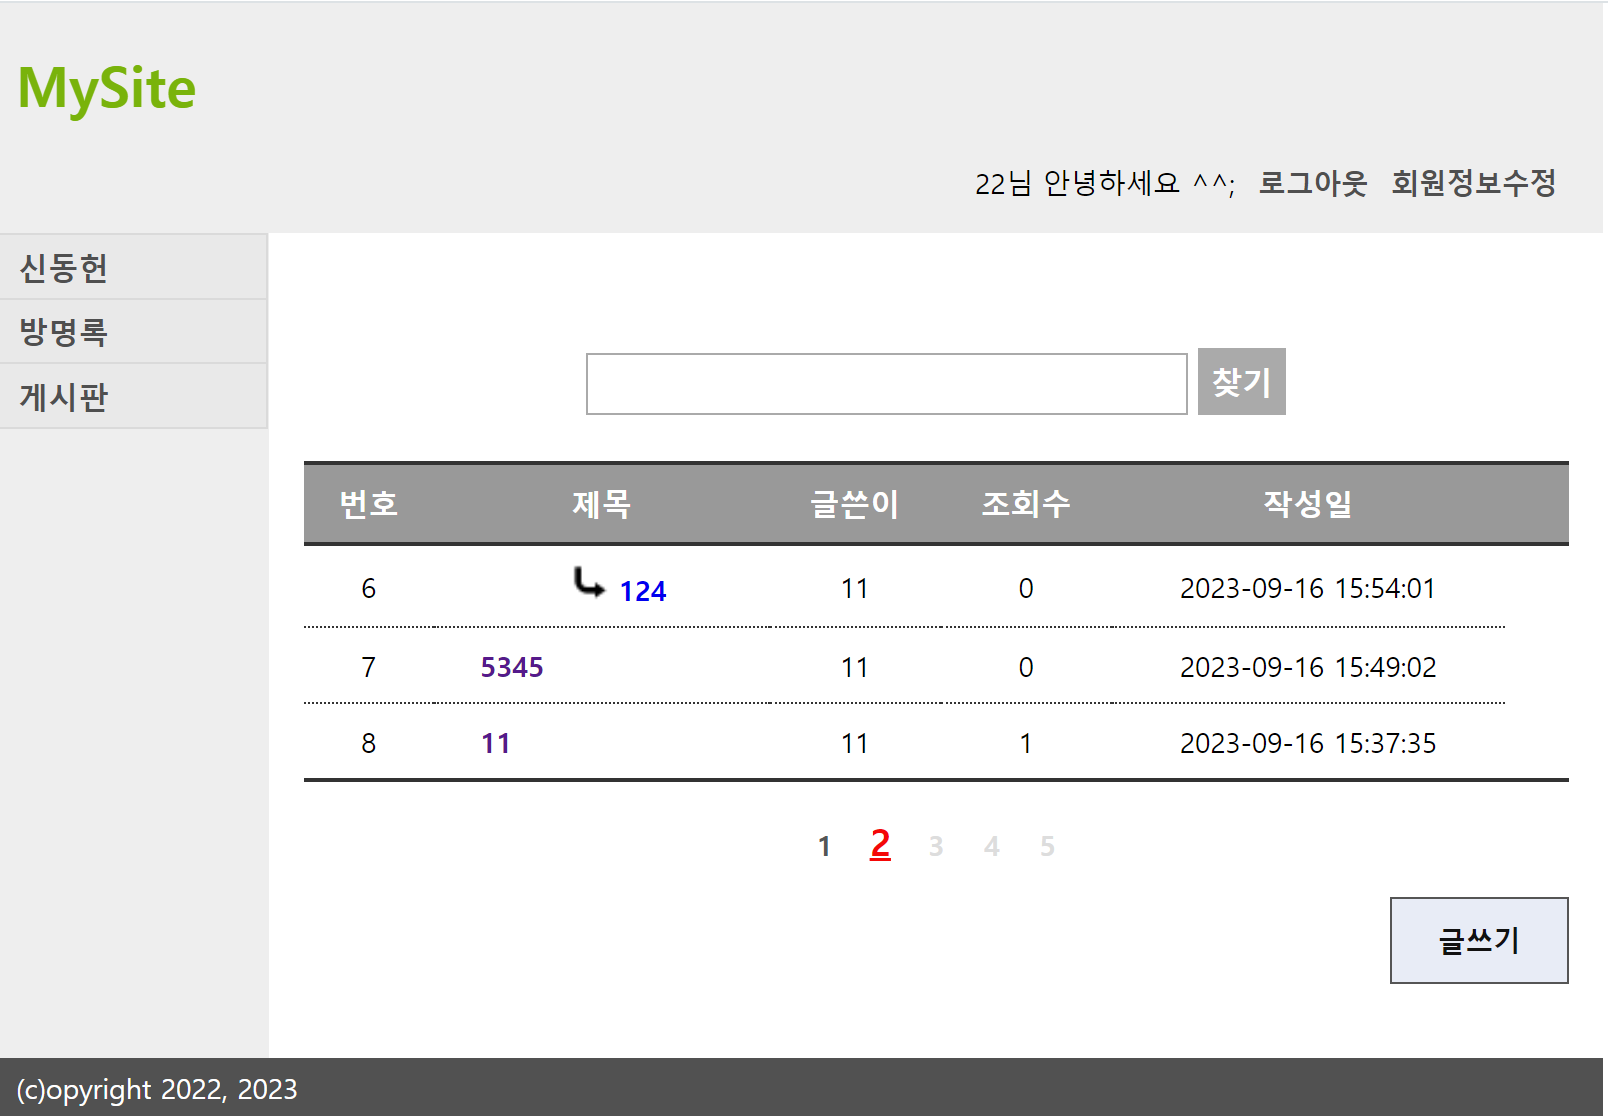 MySite
22님 안녕하세요 ^^; 로그아웃 회원정보수정
신동헌
방명록
게시판
찾기
번호 제목 글쓴이 조회수 작성일
6 124 11 0 2023-09-16 15:54:01
7 5345 11 0 2023-09-16 15:49:02
8 11 11 1 2023-09-16 15:37:35
1 2 3 4 5
글쓰기
(c)opyright 2022, 2023